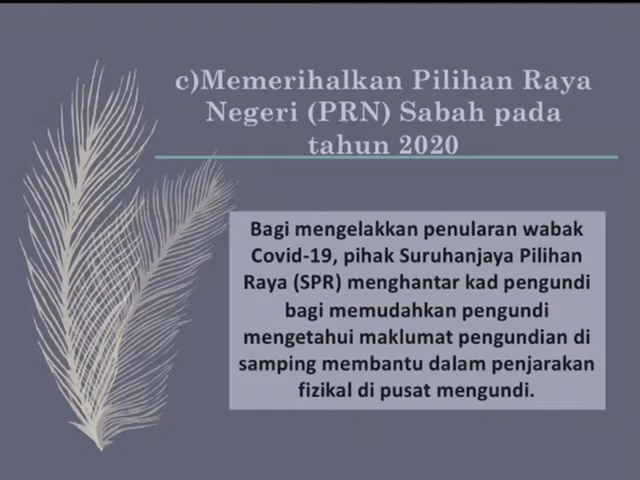 c)Memerihalkan Pilihan Raya
Negeri (PRN) Sabah pada
tahun 2020
Bagi mengelakkan penularan wabak
Covid-19, pihak Suruhanjaya Pilihan
Raya (SPR) menghantar kad pengundi
bagi memudahkan pengundi
mengetahui maklumat pengundian di
samping membantu dalam penjarakan
fizikal di pusat mengundi.